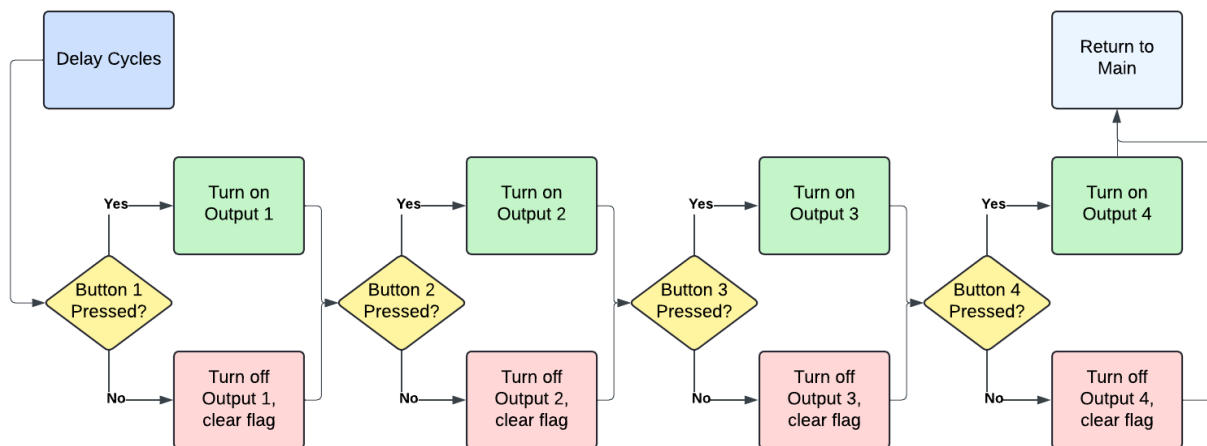 Delay Cycles
Return to
Main
Turn on
Output 1
Turn on
Output 2
Turn on
Output 3
Turn on
Output 4
Yes
Yes
Yes
Yes
Button 1
Pressed?
Button 2
Pressed?
Button 3
Pressed?
Button 4
Pressed?
No
No
No
No
Turn off
Output 1,
clear flag
Turn off
Output 2,
clear flag
Turn off
Output 3,
clear flag
Turn off
Output 4,
clear flag